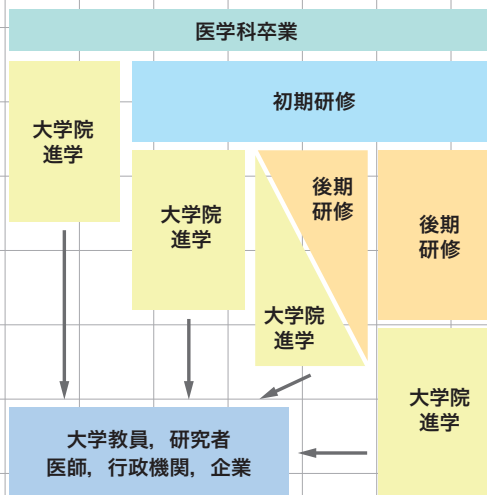 医学科卒業
初期研修
大学院
進学
大学院
進学
後期
研修
大学院
進学
後期
研修
大学院
進学
大学教員，研究者
医師，行政機関，企業